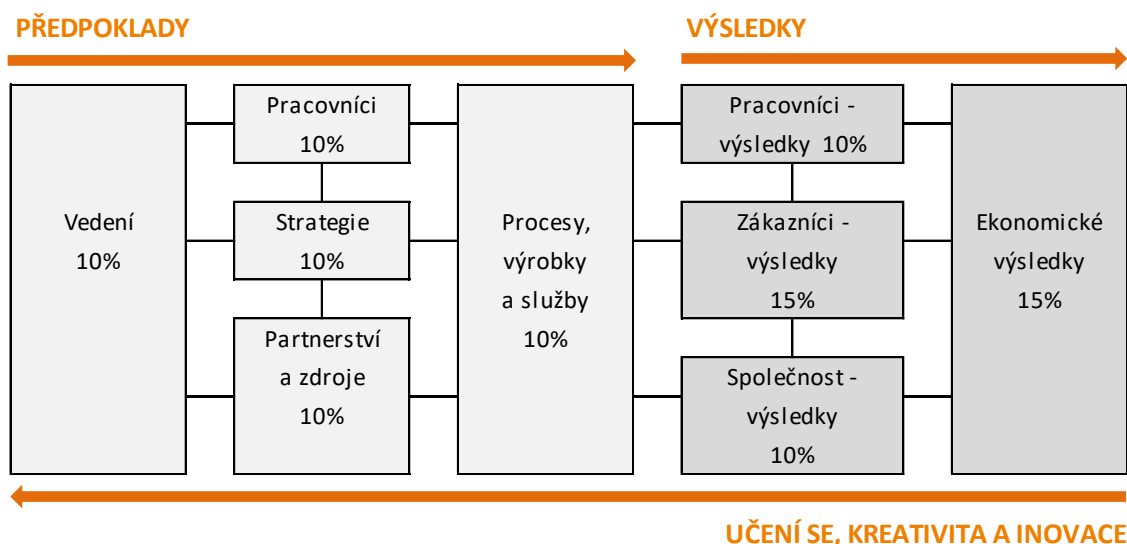 PŘEDPOKLADY
VÝSLEDKY
Vedení
10%
Pracovníci
10%
Strategie
10%
Partnerství
a zdroje
10%
Procesy,
výrobky
a služby
10%
Pracovníci -
výsledky 10%
Zákazníci -
výsledky
15%
Společnost -
výsledky
10%
Ekonomické
výsledky
15%
UČENÍ SE, KREATIVITA A INOVACE